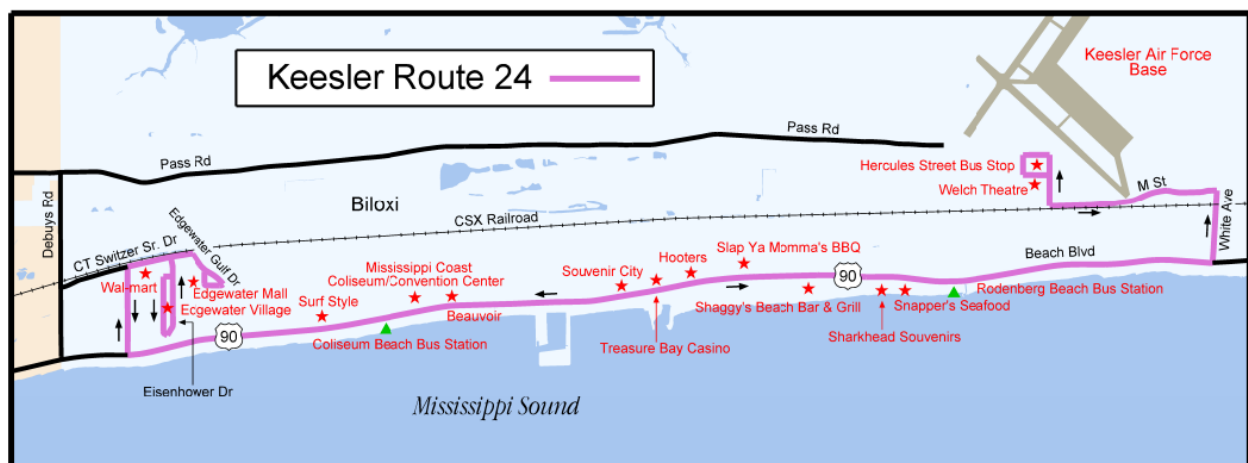 Keesler Route 24
Keesler Air Force
Base
Pass Rd
Pass Rd
Hercules Street Bus Stop
Welch Theatre
M St
White Ave
Debuys Rd
Biloxi
CSX Railroad
CT Switzer Sr. Dr
Edgewater Gulf Dr
Beach Blvd
Slap Ya Momma's BBQ
Hooters
Souvenir City
Mississippi Coast
Coliseum/Convention Center
Wal-mart
Edgewater Mall
Ecgewater Village
Surf Style
Beauvoir
90
90
Rodenberg Beach Bus Station
Shaggy's Beach Bar & Grill
Snapper's Seafood
Sharkhead Souvenirs
Treasure Bay Casino
Coliseum Beach Bus Station
Eisenhower Dr
Mississippi Sound